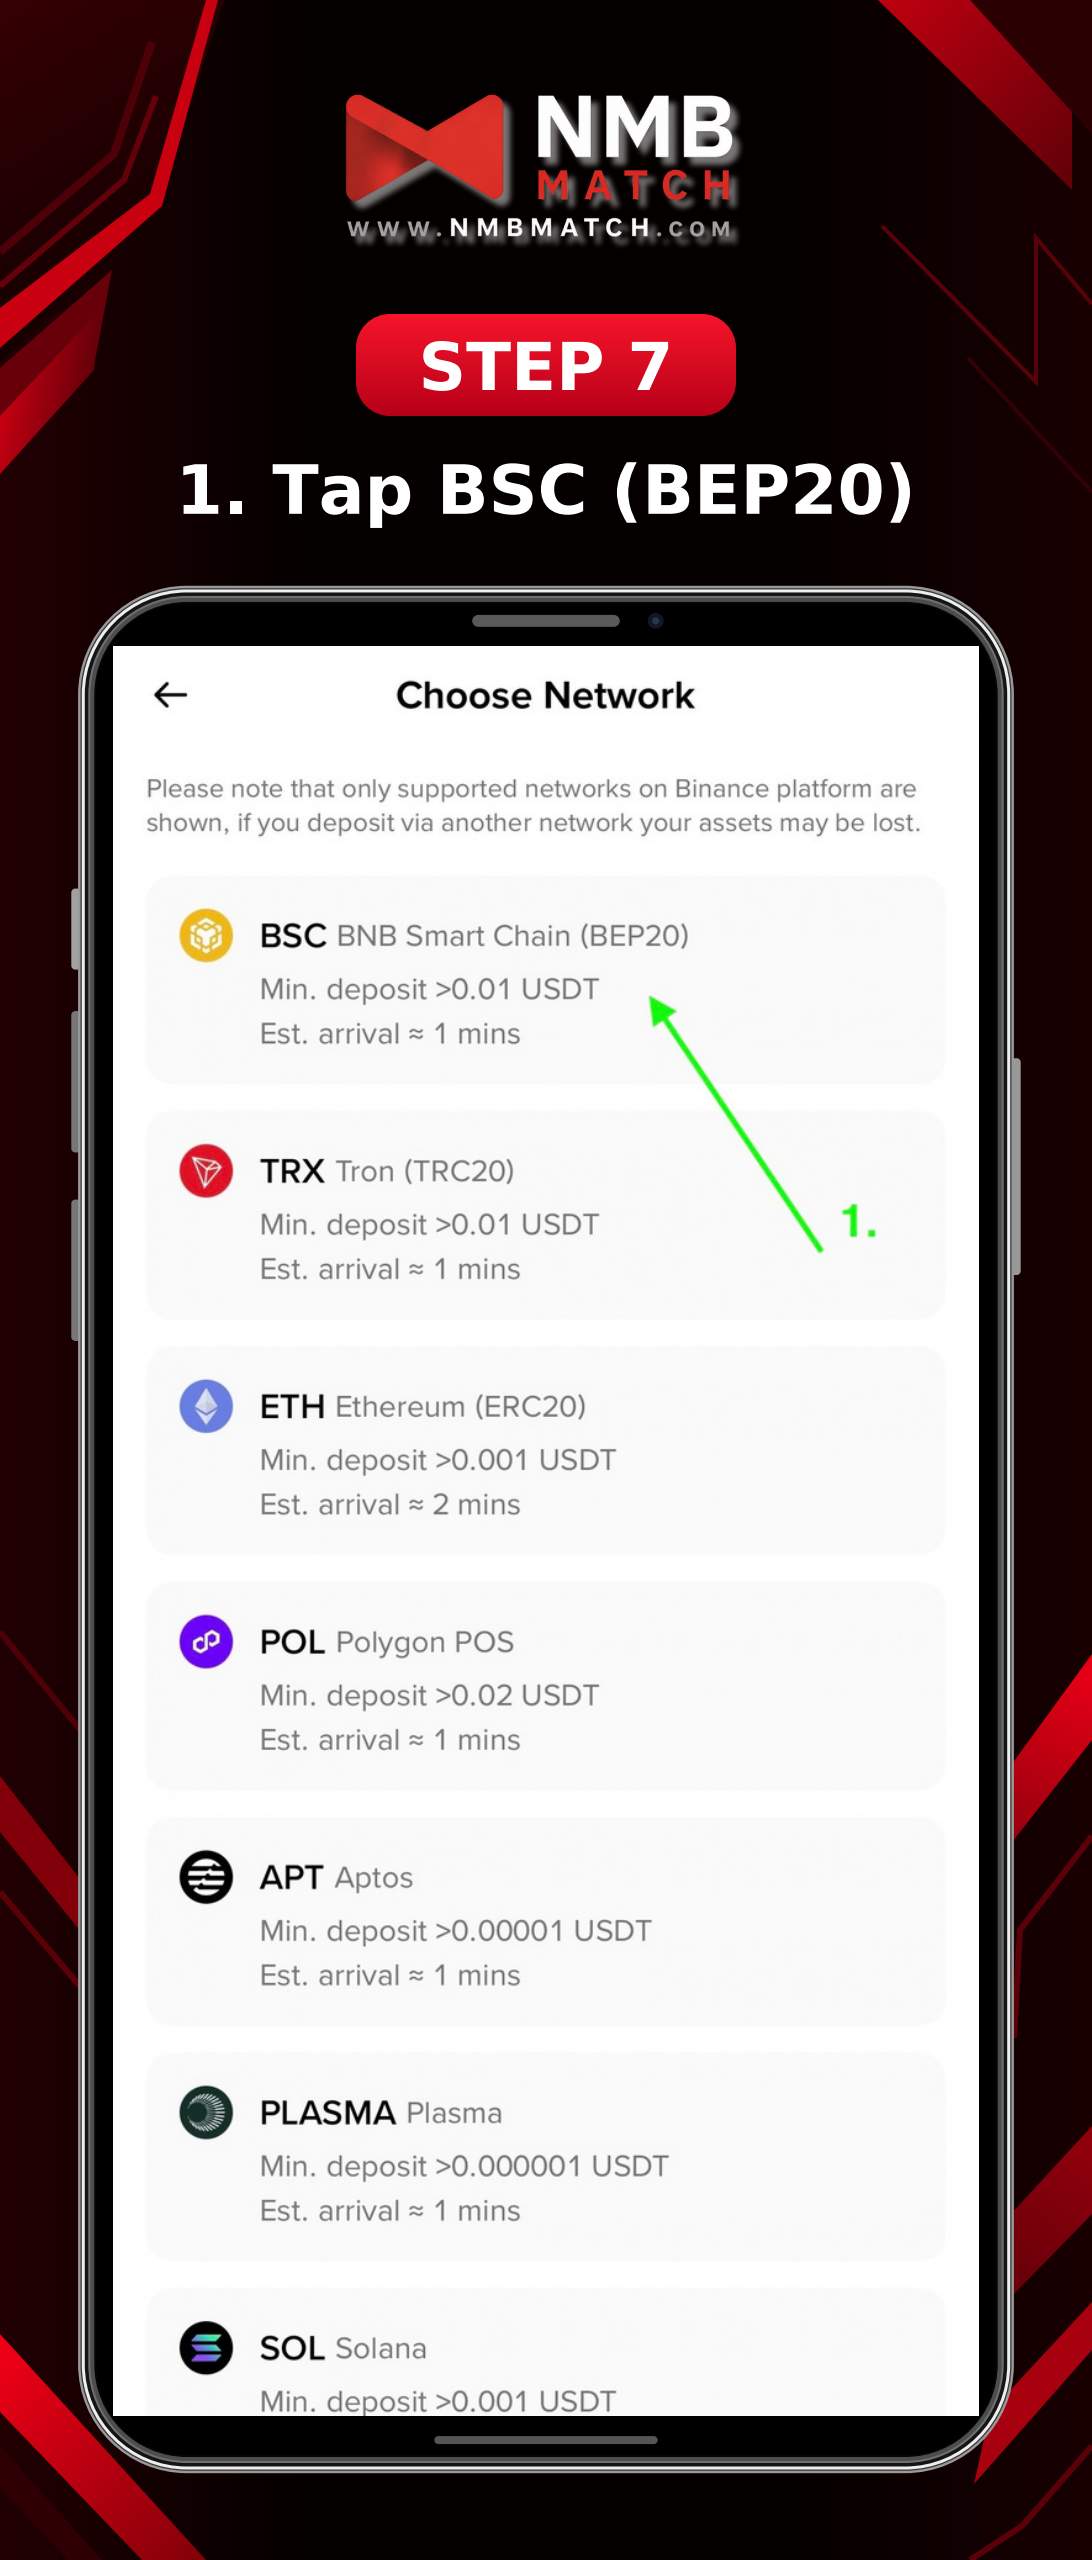 NMB
MATCH
WWW.NMBMATCH.COM
STEP 7
1. Tap BSC (BEP20)
Choose Network
Please note that only supported networks on Binance platform are
shown, if you deposit via another network your assets may be lost.
BSC BNB Smart Chain (BEP20)
Min. deposit >0.01 USDT
Est. arrival ≈ 1 mins
TRX Tron (TRC20)
Min. deposit >0.01 USDT
1.
Est. arrival ≈ 1 mins
ETH Ethereum (ERC20)
Min. deposit >0.001 USDT
Est. arrival ≈ 2 mins
POL Polygon POS
Min. deposit >0.02 USDT
Est. arrival ≈ 1 mins
APT Aptos
Min. deposit >0.00001 USDT
Est. arrival ≈ 1 mins
PLASMA Plasma
Min. deposit >0.000001 USDT
Est. arrival ≈ 1 mins
SOL Solana
Min. deposit >0.001 USDT